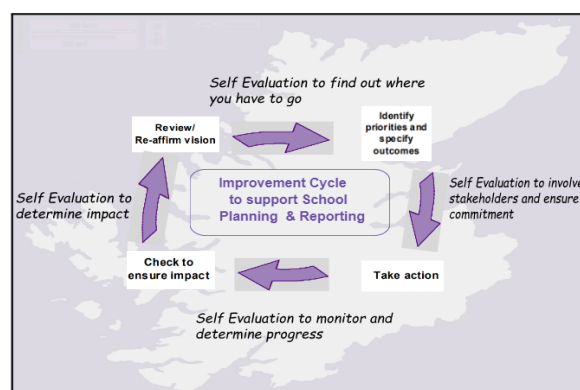 Self Evaluation to find out where
you have to go
Review/
Re-affirm vision
Identify
priorities and
specify
outcomes
Improvement Cycle
to support School
Planning & Reporting
Self Evaluation to
determine impact
Self Evaluation to involve
stakeholders and ensure
commitment
Check to
ensure impact
Take action
Self Evaluation to monitor and
determine progress